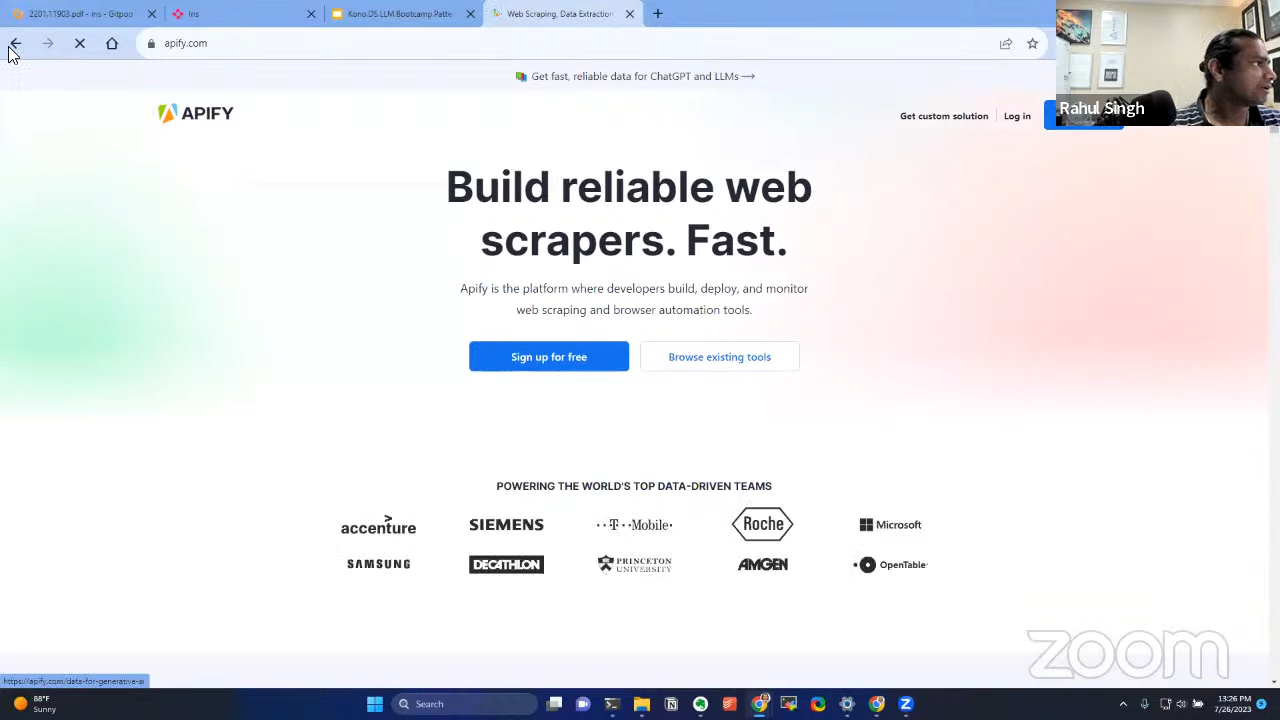 2201.11903.pdf - ms - Gitpod
Ins
Kono.DS.LLM.Bootcamp.Patte
Web Scraping, Data Extraction
apify.com
Get fast, reliable data for ChatGPT and LLMs
APIFY
Get custom solution
Log in
Rahul Singh
Build reliable web
scrapers. Fast.
Apify is the platform where developers build, deploy, and monitor
web scraping and browser automation tools.
Sign up for free
Browse existing tools
POWERING THE WORLD'S TOP DATA-DRIVEN TEAMS
accenture
SIEMENS
T Mobile
Roche
Microsoft
SAMSUNG
DECATHLON
PRINCETON
UNIVERSITY
AMGEN
OpenTable
zoom
https://apify.com/data-for-generative-ai
88°F
Sunny
Search
13:26 PM
7/26/2023